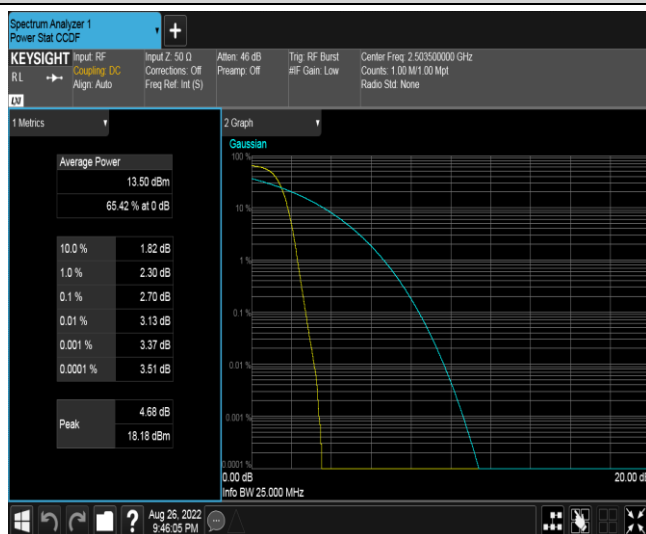 Spectrum Analyzer 1
Power Stat CCDF
+
KEYSIGHT
RL
LXI
Input: RF
Coupling: DC
Align: Auto
Input Z: 50 Ω
Corrections: Off
Freq Ref: Int (S)
Atten: 46 dB
Preamp: Off
Trig: RF Burst
#IF Gain: Low
Center Freq: 2.503500000 GHz
Counts: 1.00 M/1.00 Mpt
Radio Std: None
1 Metrics
Average Power
13.50 dBm
65.42 % at 0 dB
10.0 % 1.82 dB
1.0 % 2.30 dB
0.1 % 2.70 dB
0.01 % 3.13 dB
0.001 % 3.37 dB
0.0001 % 3.51 dB
Peak
4.68 dB
18.18 dBm
2 Graph
Gaussian
100 %
10 %
1 %
0.1 %
0.01 %
0.001 %
0.0001 %
0.00 dB
20.00 dB
Info BW 25.000 MHz
?
Aug 26, 2022
9:46:05 PM